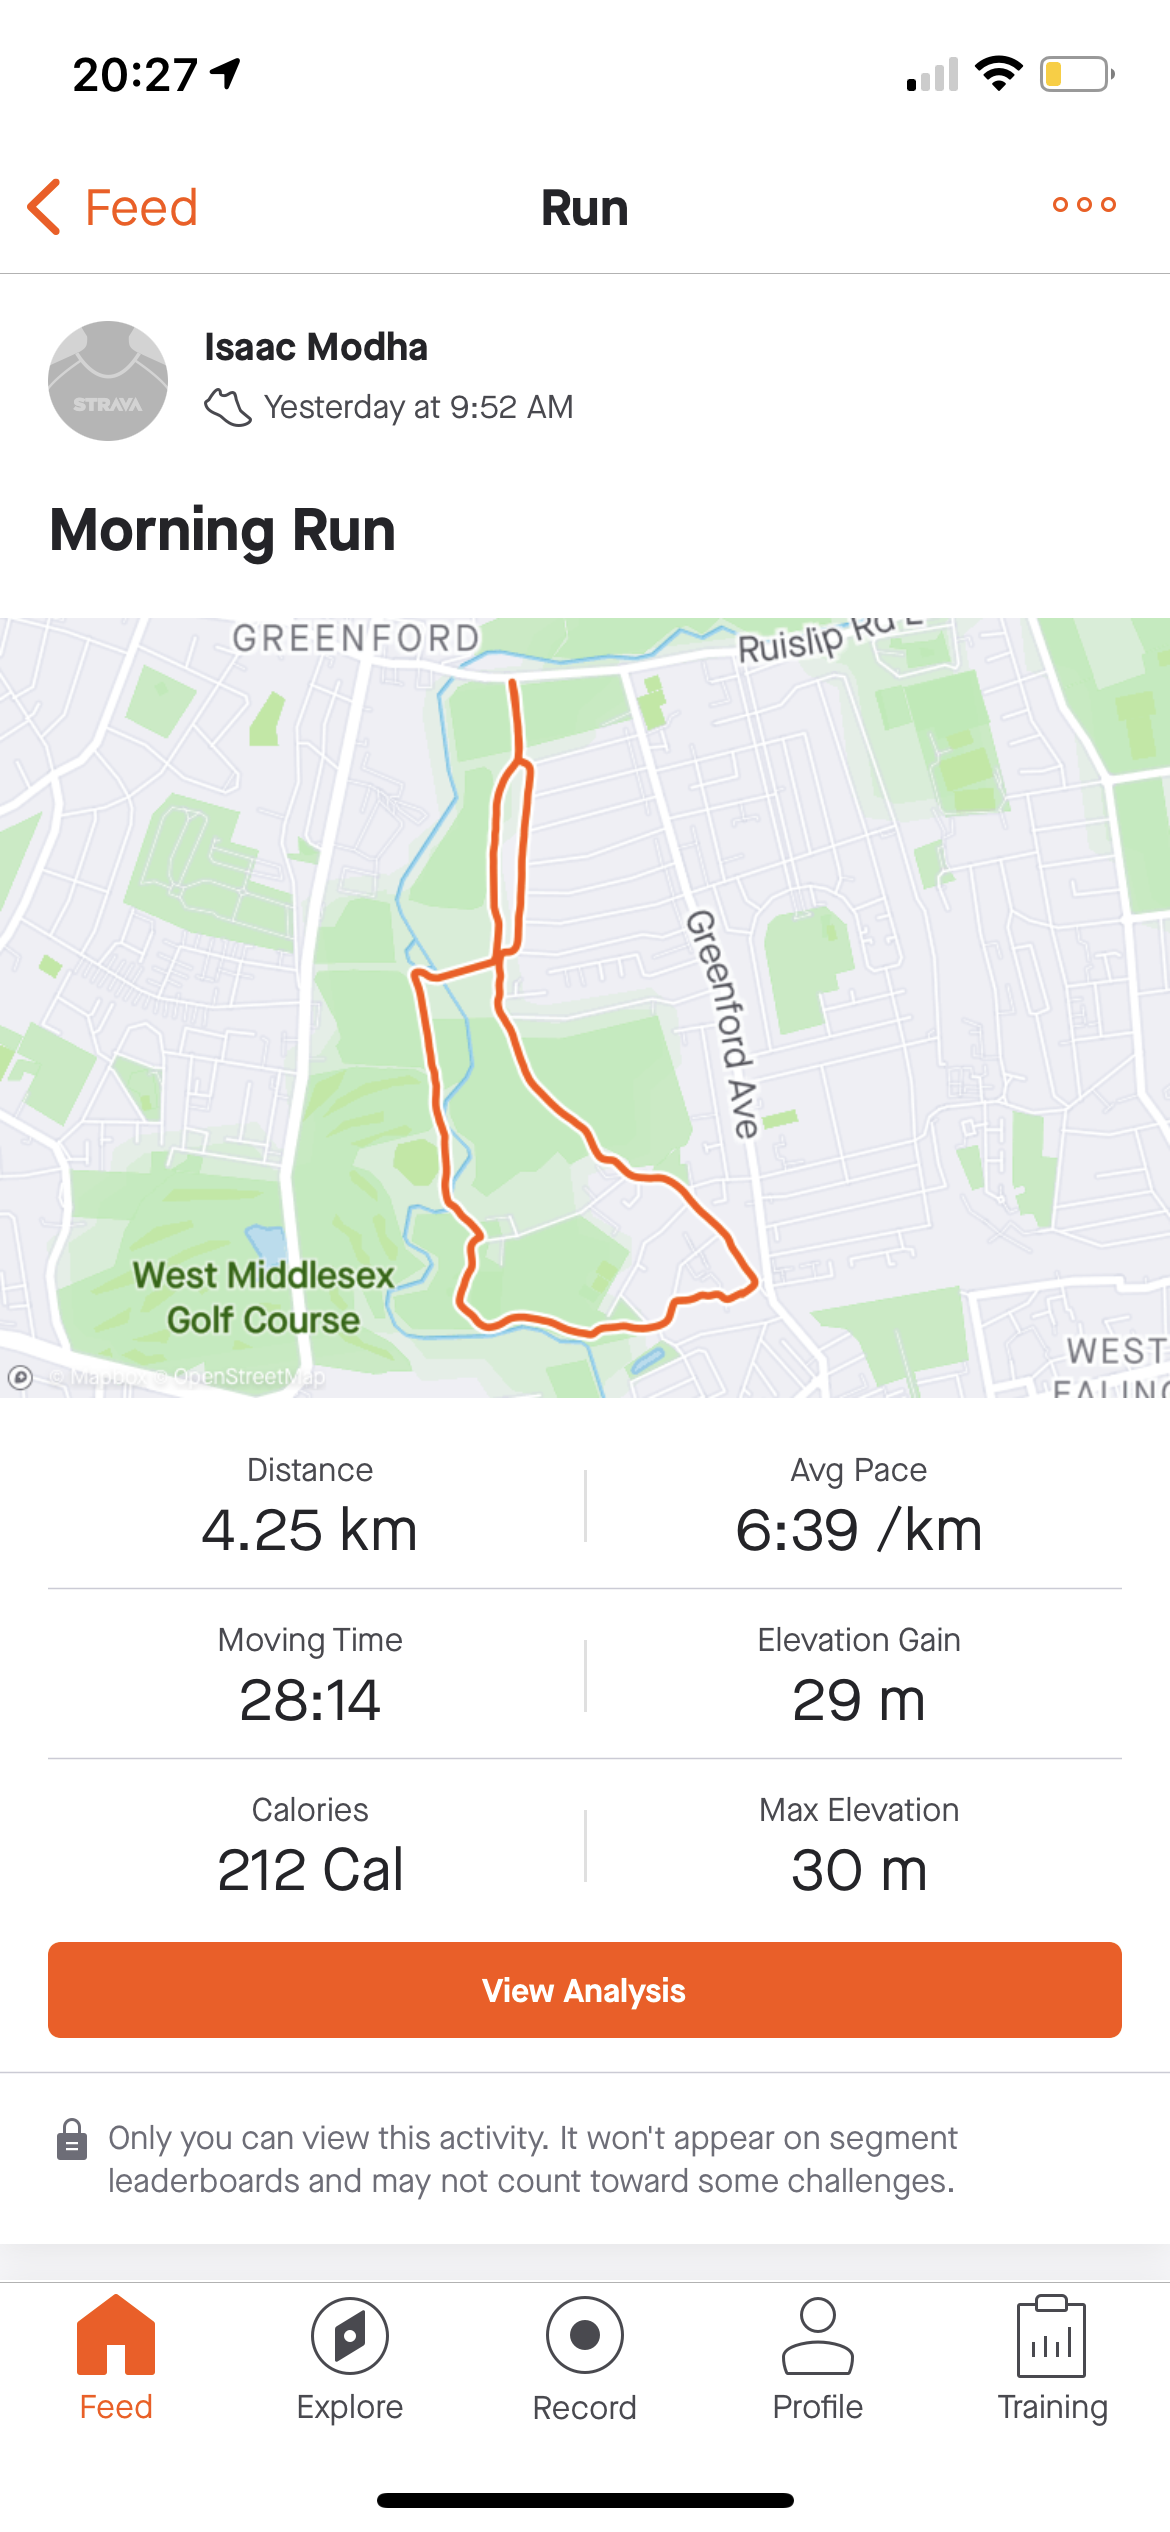 20:27
Feed
Run
Isaac Modha
STRAVA
Yesterday at 9:52 AM
Morning Run
GREENFORD
Ruislip Rd E
Greenford Ave
West Middlesex
Golf Course
WEST
EALING
© Mapbox © OpenStreetMap
Distance
4.25 km
Avg Pace
6:39 /km
Moving Time
28:14
Elevation Gain
29 m
Calories
212 Cal
Max Elevation
30 m
View Analysis
Only you can view this activity. It won't appear on segment
leaderboards and may not count toward some challenges.
Feed
Explore
Record
Profile
Training